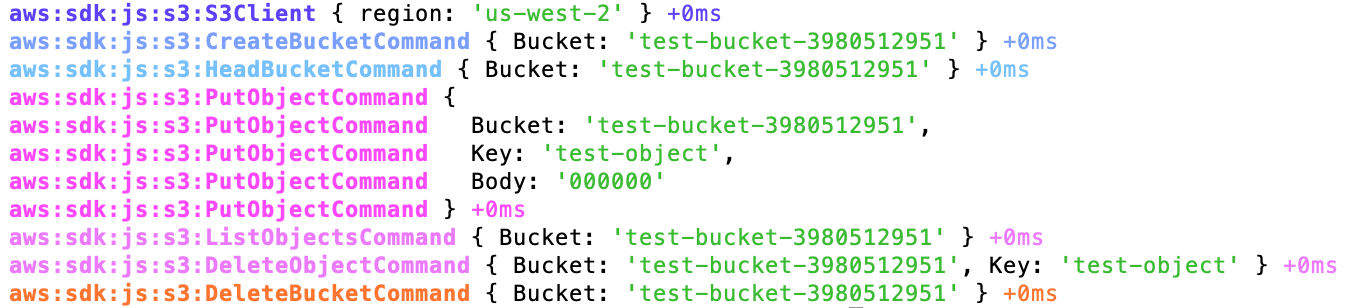 aws:sdk:js:s3:S3Client { region: 'us-west-2' } +0ms
aws:sdk:js:s3:CreateBucketCommand { Bucket: 'test-bucket-3980512951' } +0ms
aws:sdk:js:s3:HeadBucketCommand { Bucket: 'test-bucket-3980512951' } +0ms
aws:sdk:js:s3:PutObjectCommand {
aws:sdk:js:s3:PutObjectCommand   Bucket: 'test-bucket-3980512951',
aws:sdk:js:s3:PutObjectCommand   Key: 'test-object',
aws:sdk:js:s3:PutObjectCommand   Body: '000000'
aws:sdk:js:s3:PutObjectCommand } +0ms
aws:sdk:js:s3:ListObjectsCommand { Bucket: 'test-bucket-3980512951' } +0ms
aws:sdk:js:s3:DeleteObjectCommand { Bucket: 'test-bucket-3980512951', Key: 'test-object' } +0ms
aws:sdk:js:s3:DeleteBucketCommand { Bucket: 'test-bucket-3980512951' } +0ms